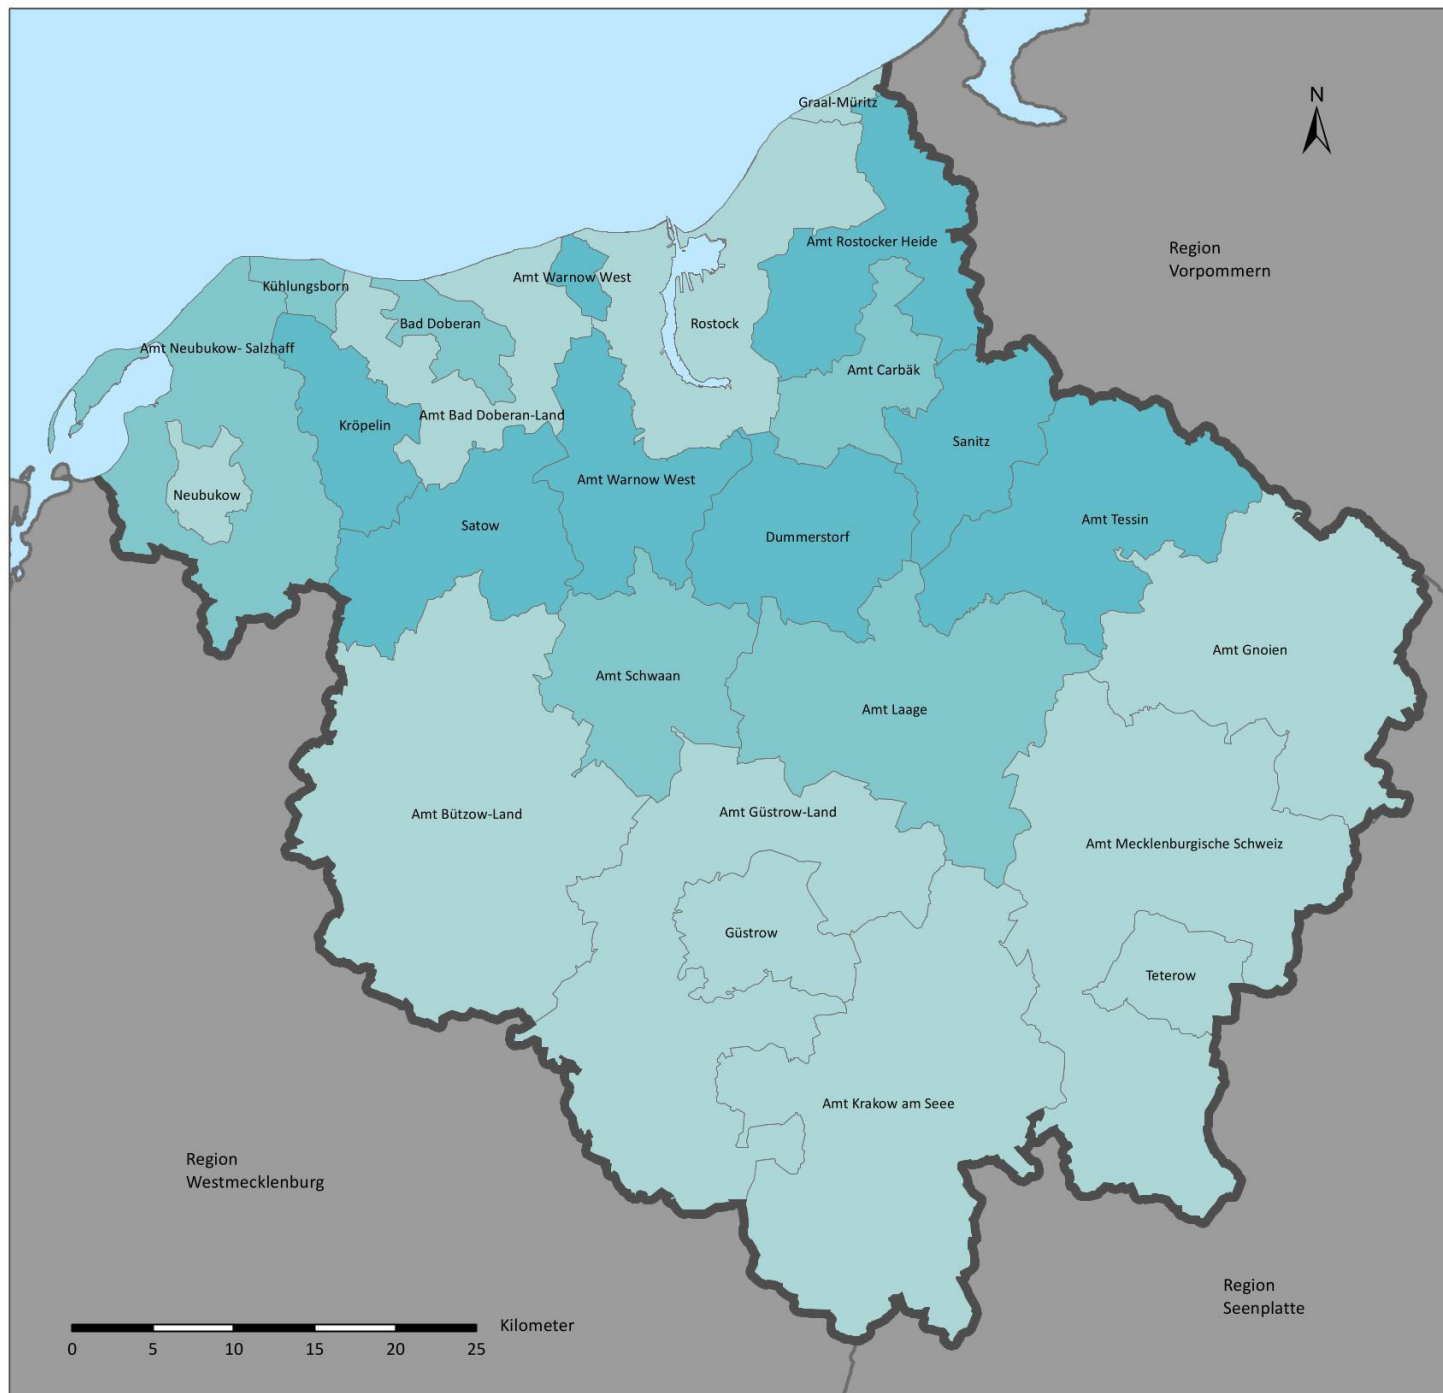 Graal-Müritz
N
Amt Rostocker Heide
Region
Vorpommern
Amt Warnow West
Kühlungsborn
Bad Doberan
Rostock
Amt Neubukow- Salzhaff
Amt Carbäk
Amt Bad Doberan-Land
Kröpelin
Sanitz
Amt Warnow West
Neubukow
Satow
Amt Tessin
Dummerstorf
Amt Gnoien
Amt Schwaan
Amt Laage
Amt Bützow-Land
Amt Güstrow-Land
Amt Mecklenburgische Schweiz
Güstrow
Teterow
Amt Krakow am Seee
Region
Westmecklenburg
Region
Seenplatte
Kilometer
0 5 10 15 20 25